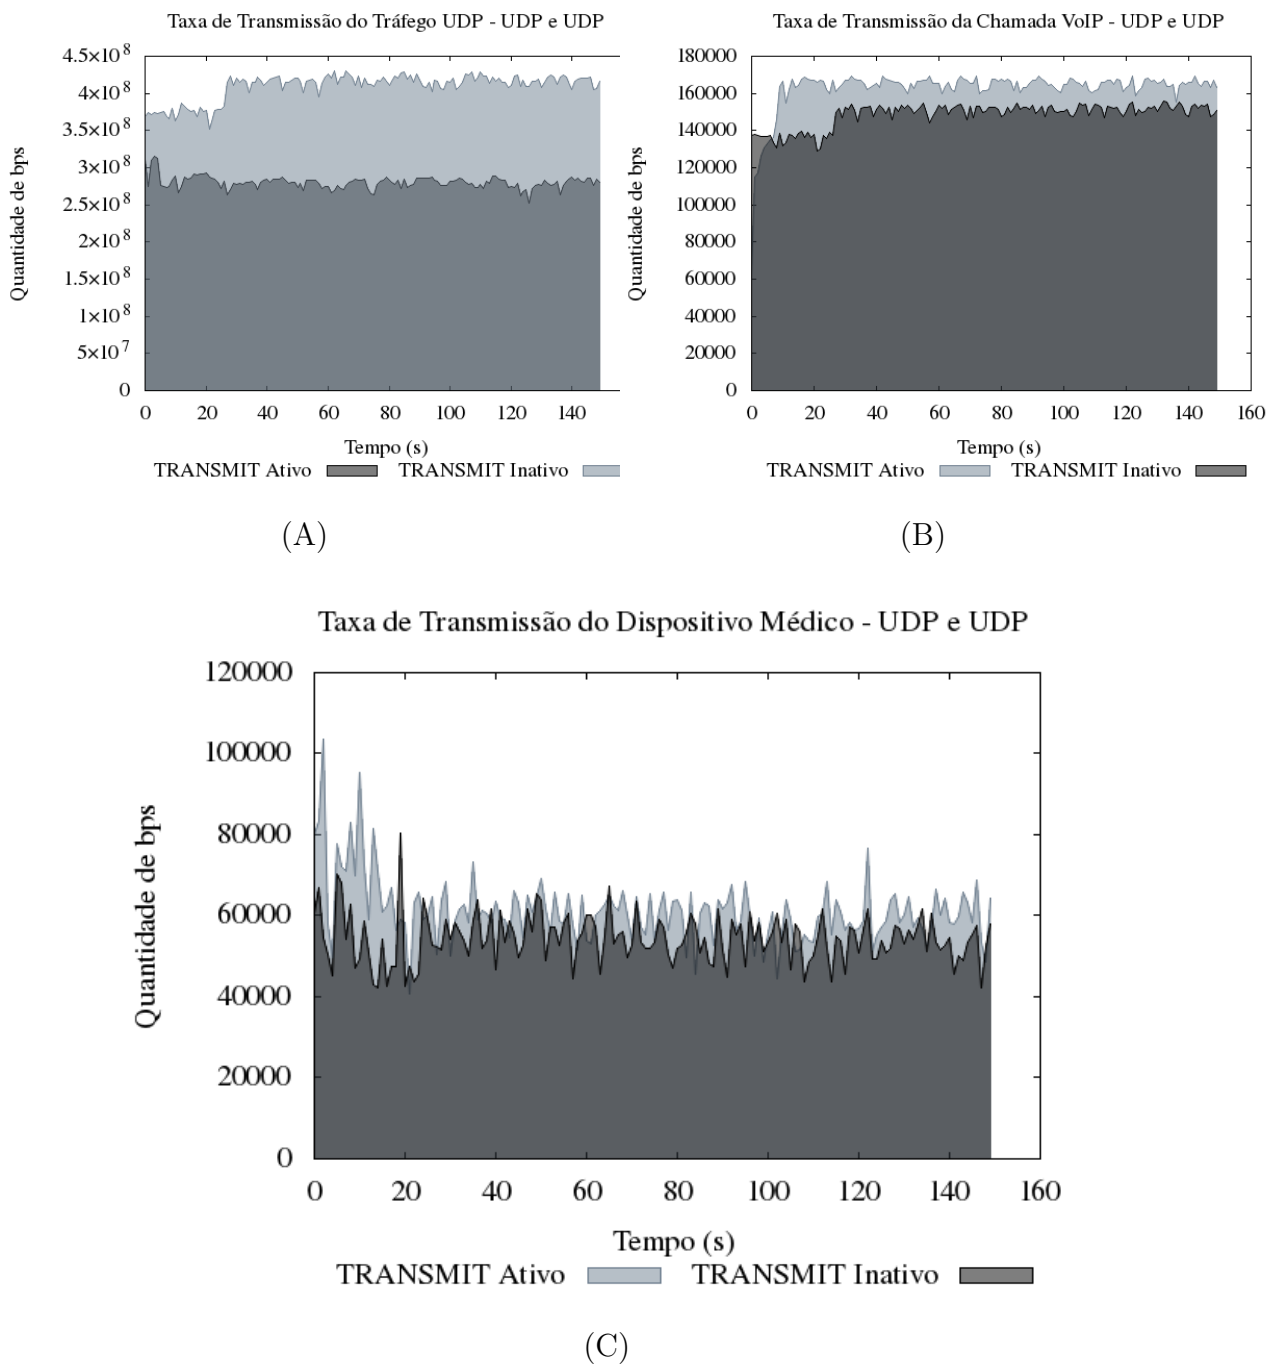 Taxa de Transmissão do Tráfego UDP - UDP e UDP
4.5×10^8
4×10^8
3.5×10^8
3×10^8
2.5×10^8
2×10^8
1.5×10^8
1×10^8
5×10^7
0
Quantidade de bps
0 20 40 60 80 100 120 140
Tempo (s)
TRANSMIT Ativo TRANSMIT Inativo
(A)
Taxa de Transmissão da Chamada VoIP - UDP e UDP
180000
160000
140000
120000
100000
80000
60000
40000
20000
0
Quantidade de bps
0 20 40 60 80 100 120 140 160
Tempo (s)
TRANSMIT Ativo TRANSMIT Inativo
(B)
Taxa de Transmissão do Dispositivo Médico - UDP e UDP
120000
100000
80000
60000
40000
20000
0
Quantidade de bps
0 20 40 60 80 100 120 140 160
Tempo (s)
TRANSMIT Ativo TRANSMIT Inativo
(C)